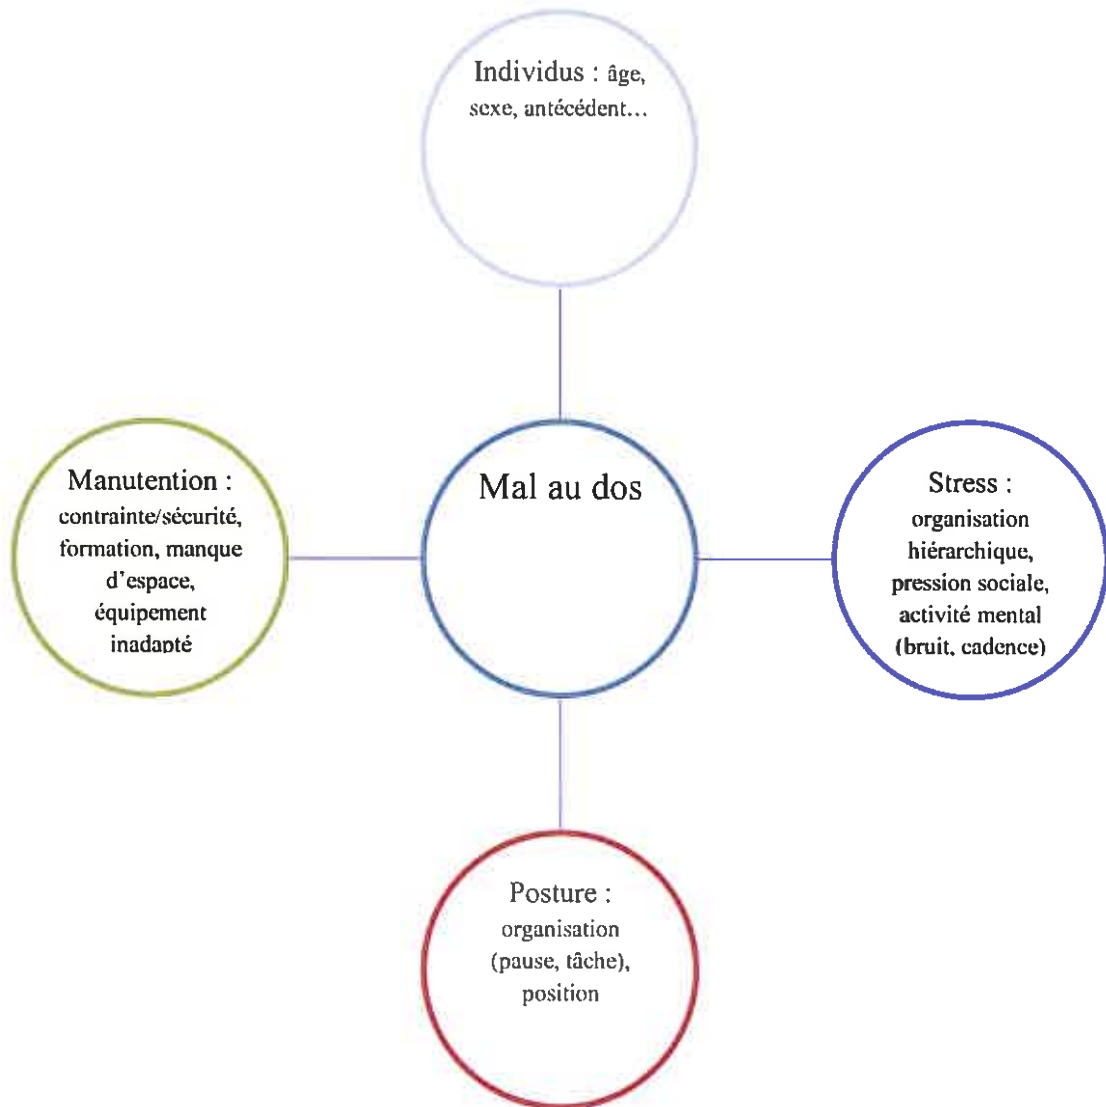 Individus : âge,
sexe, antécédent...
Manutention :
contrainte/sécurité,
formation, manque
d'espace,
équipement
inadapté
Mal au dos
Stress :
organisation
hiérarchique,
pression sociale,
activité mental
(bruit, cadence)
Posture :
organisation
(pause, tâche),
position